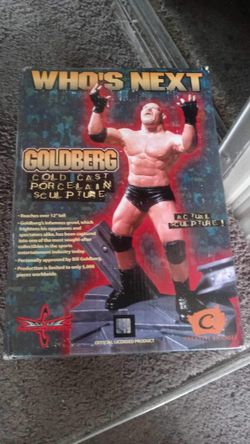 WHO'S NEXT
GOLDBERG
COLD CAST
PORCELAIN
SCULPTURE
• Reaches over 12" tall
• Goldberg's infamous growl, which
frightens his opponents and
spectators alike, has been captured
into one of the most sought after
collectibles in the sports
entertainment industry today
• Personally approved by Bill Goldberg.
• Production is limited to only 5,000
pieces worldwide.
ACTUAL
SCULPTURE!
OFFICIAL LICENSED PRODUCT
C